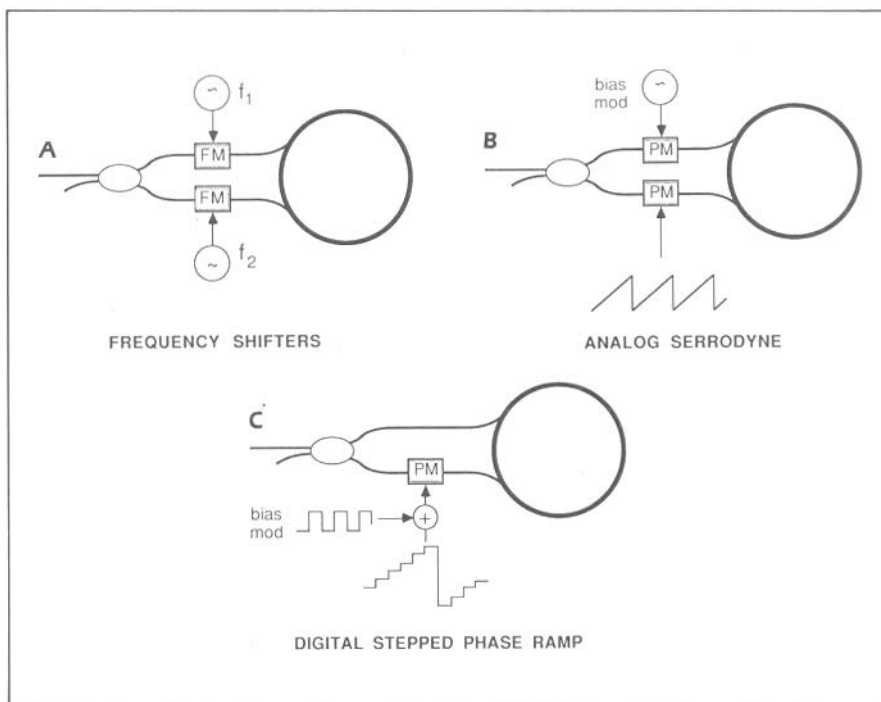 f1
A
FM
FM
f2
FREQUENCY SHIFTERS
bias
mod
B
PM
PM
ANALOG SERRODYNE
C
PM
bias
mod
+
DIGITAL STEPPED PHASE RAMP